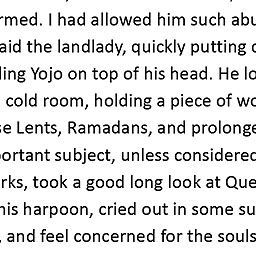 rmed. I had allowed him such abu
aid the landlady, quickly putting
ling Yojo on top of his head. He lo
cold room, holding a piece of wo
se Lents, Ramadans, and prolonge
portant subject, unless considered
rks, took a good long look at Que
his harpoon, cried out in some su
, and feel concerned for the souls